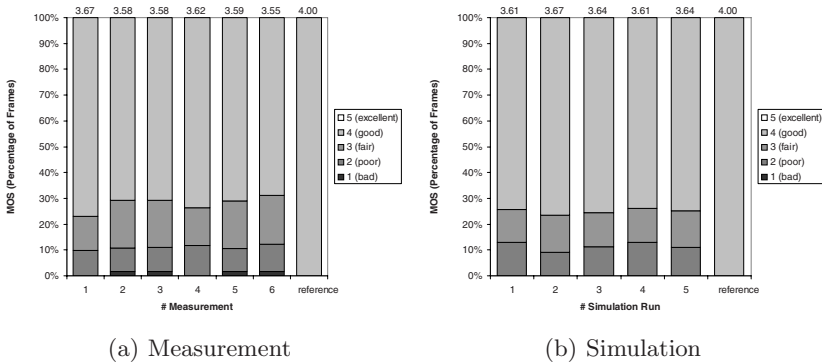 3.67 3.58 3.58 3.62 3.59 3.55 4.00
100%
90%
80%
70%
60%
50%
40%
30%
20%
10%
0%
MOS (Percentage of Frames)
1 2 3 4 5 6 reference
# Measurement
5 (excellent)
4 (good)
3 (fair)
2 (poor)
1 (bad)
(a) Measurement
3.61 3.67 3.64 3.61 3.64 4.00
100%
90%
80%
70%
60%
50%
40%
30%
20%
10%
0%
MOS (Percentage of Frames)
1 2 3 4 5 reference
# Simulation Run
5 (excellent)
4 (good)
3 (fair)
2 (poor)
1 (bad)
(b) Simulation